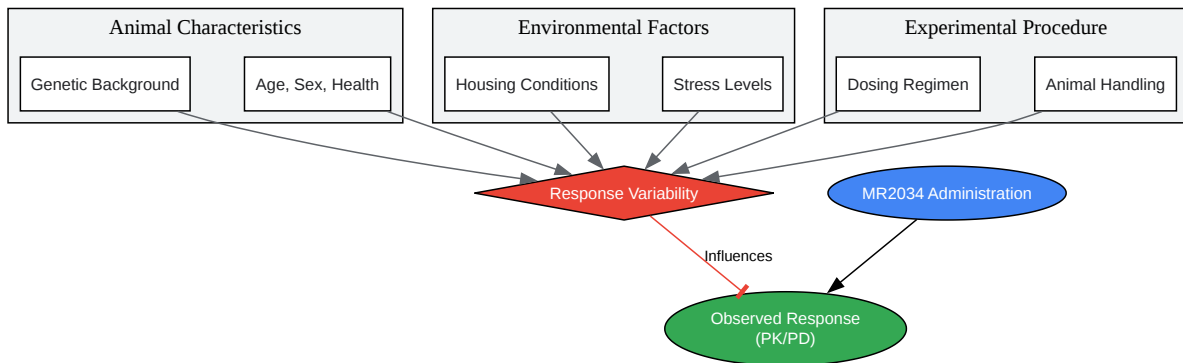 Animal Characteristics
Environmental Factors
Experimental Procedure
Genetic Background
Age, Sex, Health
Housing Conditions
Stress Levels
Dosing Regimen
Animal Handling
Response Variability
MR2034 Administration
Influences
Observed Response
(PK/PD)